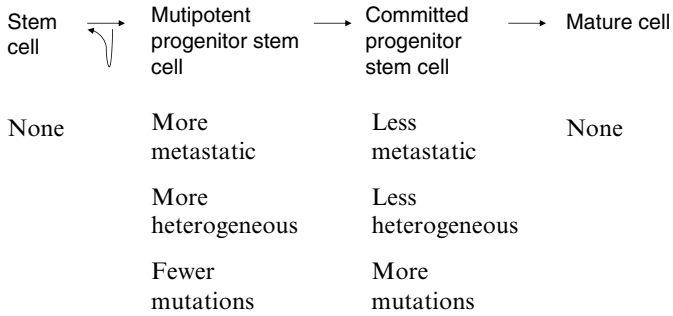 Stem
cell
Mutipotent
progenitor stem
cell
Committed
progenitor
stem cell
Mature cell
None
More
metastatic
Less
metastatic
None
More
heterogeneous
Less
heterogeneous
Fewer
mutations
More
mutations